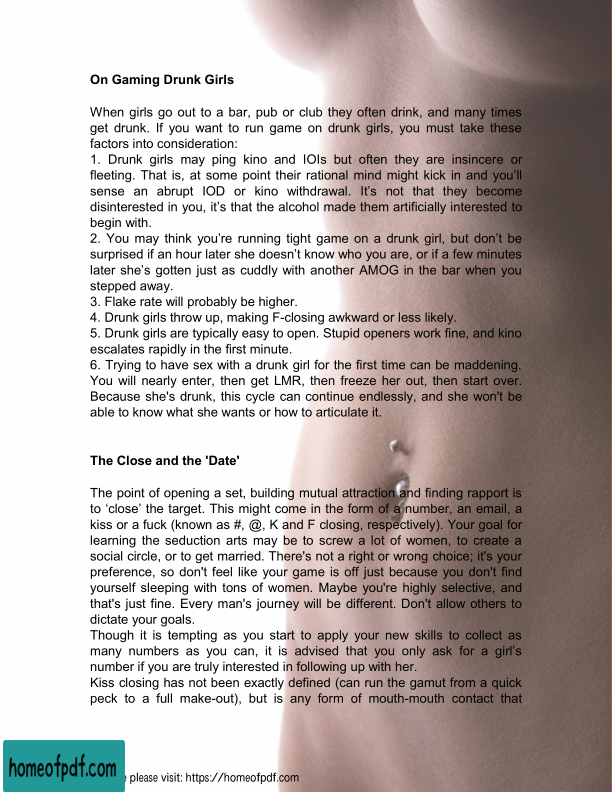 On Gaming Drunk Girls
When girls go out to a bar, pub or club they often drink, and many times
get drunk. If you want to run game on drunk girls, you must take these
factors into consideration:
1. Drunk girls may ping kino and IOIs but often they are insincere or
fleeting. That is, at some point their rational mind might kick in and you’ll
sense an abrupt IOD or kino withdrawal. It’s not that they become
disinterested in you, it’s that the alcohol made them artificially interested to
begin with.
2. You may think you’re running tight game on a drunk girl, but don’t be
surprised if an hour later she doesn’t know who you are, or if a few minutes
later she’s gotten just as cuddly with another AMOG in the bar when you
stepped away.
3. Flake rate will probably be higher.
4. Drunk girls throw up, making F-closing awkward or less likely.
5. Drunk girls are typically easy to open. Stupid openers work fine, and kino
escalates rapidly in the first minute.
6. Trying to have sex with a drunk girl for the first time can be maddening.
You will nearly enter, then get LMR, then freeze her out, then start over.
Because she's drunk, this cycle can continue endlessly, and she won't be
able to know what she wants or how to articulate it.
The Close and the 'Date'
The point of opening a set, building mutual attraction and finding rapport is
to ‘close’ the target. This might come in the form of a number, an email, a
kiss or a fuck (known as #, @, K and F closing, respectively). Your goal for
learning the seduction arts may be to screw a lot of women, to create a
social circle, or to get married. There's not a right or wrong choice; it's your
preference, so don't feel like your game is off just because you don't find
yourself sleeping with tons of women. Maybe you're highly selective, and
that's just fine. Every man's journey will be different. Don't allow others to
dictate your goals.
Though it is tempting as you start to apply your new skills to collect as
many numbers as you can, it is advised that you only ask for a girl’s
number if you are truly interested in following up with her.
Kiss closing has not been exactly defined (can run the gamut from a quick
peck to a full make-out), but is any form of mouth-mouth contact that
homeofpdf.com
please visit: https://homeofpdf.com